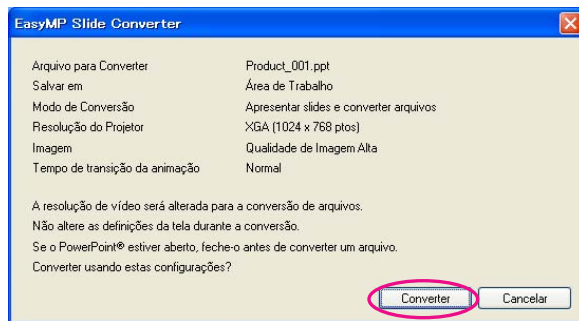 EasyMP Slide Converter
Arquivo para Converter Product_001.ppt
Salvar em Área de Trabalho
Modo de Conversão Apresentar slides e converter arquivos
Resolução do Projetor XGA (1024 x 768 ptos)
Imagem Qualidade de Imagem Alta
Tempo de transição da animação Normal
A resolução de vídeo será alterada para a conversão de arquivos.
Não altere as definições da tela durante a conversão.
Se o PowerPoint® estiver aberto, feche-o antes de converter um arquivo.
Converter usando estas configurações?
Converter Cancelar